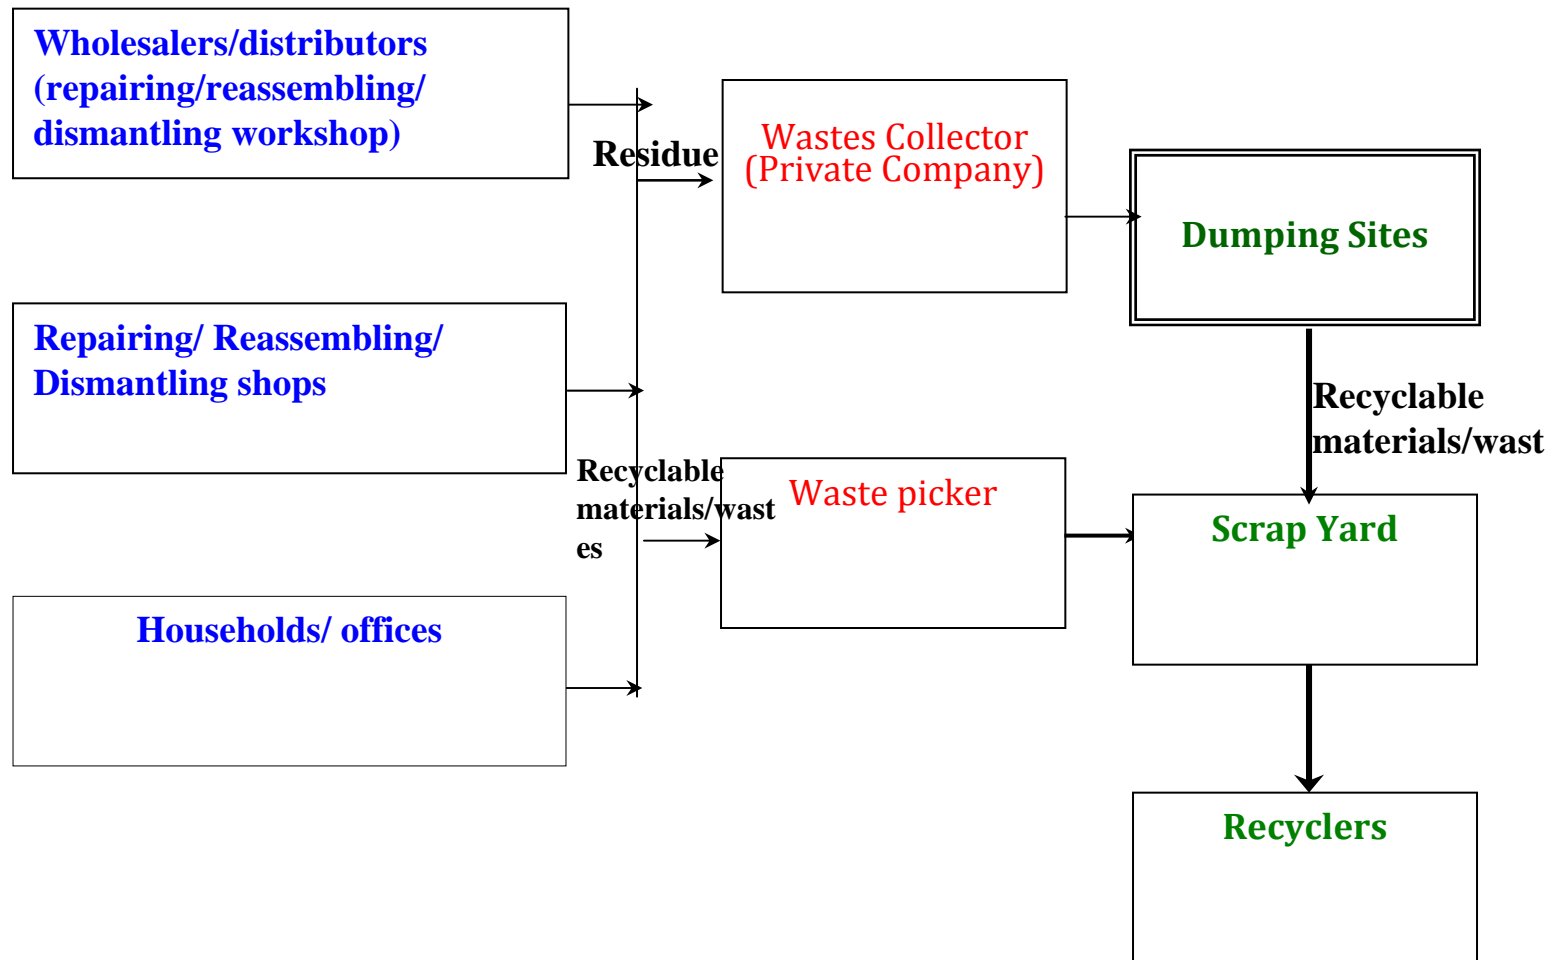 Wholesalers/distributors
(repairing/reassembling/
dismantling workshop)
Residue
Wastes Collector
(Private Company)
Dumping Sites
Repairing/ Reassembling/
Dismantling shops
Recyclable
materials/wast
Recyclable
materials/wast
es
Waste picker
Scrap Yard
Households/ offices
Recyclers